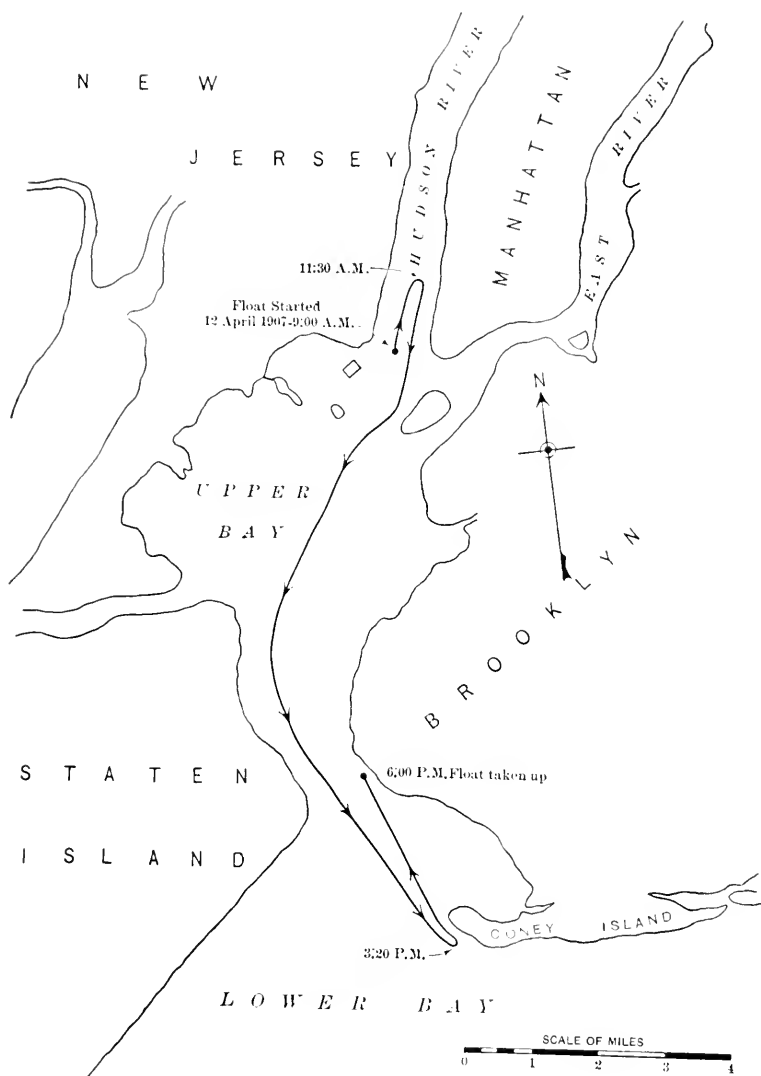 NEW
JERSEY
HUDSON RIVER
MANHATTAN
EAST RIVER
11:30 A.M.
Float Started
12 April 1907-9:00 A.M.
N
UPPER
BAY
BROOKLYN
STATEN
ISLAND
6:00 P.M. Float taken up
CONEY ISLAND
3:20 P.M.
LOWER BAY
SCALE OF MILES
0 1 2 3 4